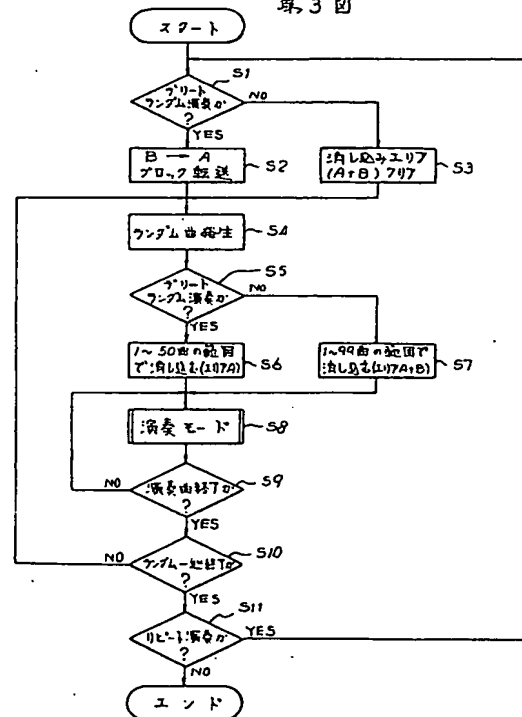 第3図
スタート
S1
デリート
ランダム演奏か
?
NO
YES
B → A
ブロック転送
S2
消し込みエリア
(A+B)クリア
S3
ランダム曲発生
S4
S5
デリート
ランダム演奏か
?
NO
YES
1~50曲の範囲
で消し込む(エリアA)
S6
1~99曲の範囲で
消し込む(エリアA+B)
S7
演奏モード
S8
S9
演奏曲終了か
?
NO
YES
S10
ランダム一巡終了か
?
NO
YES
S11
リピート演奏か
?
YES
NO
エンド